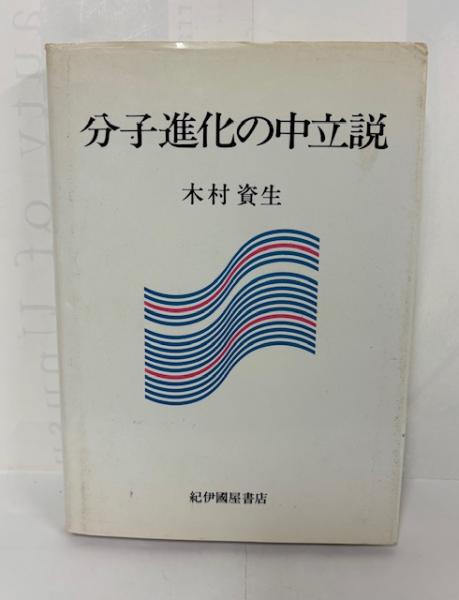 分子進化の中立説
木村 資生
紀伊國屋書店